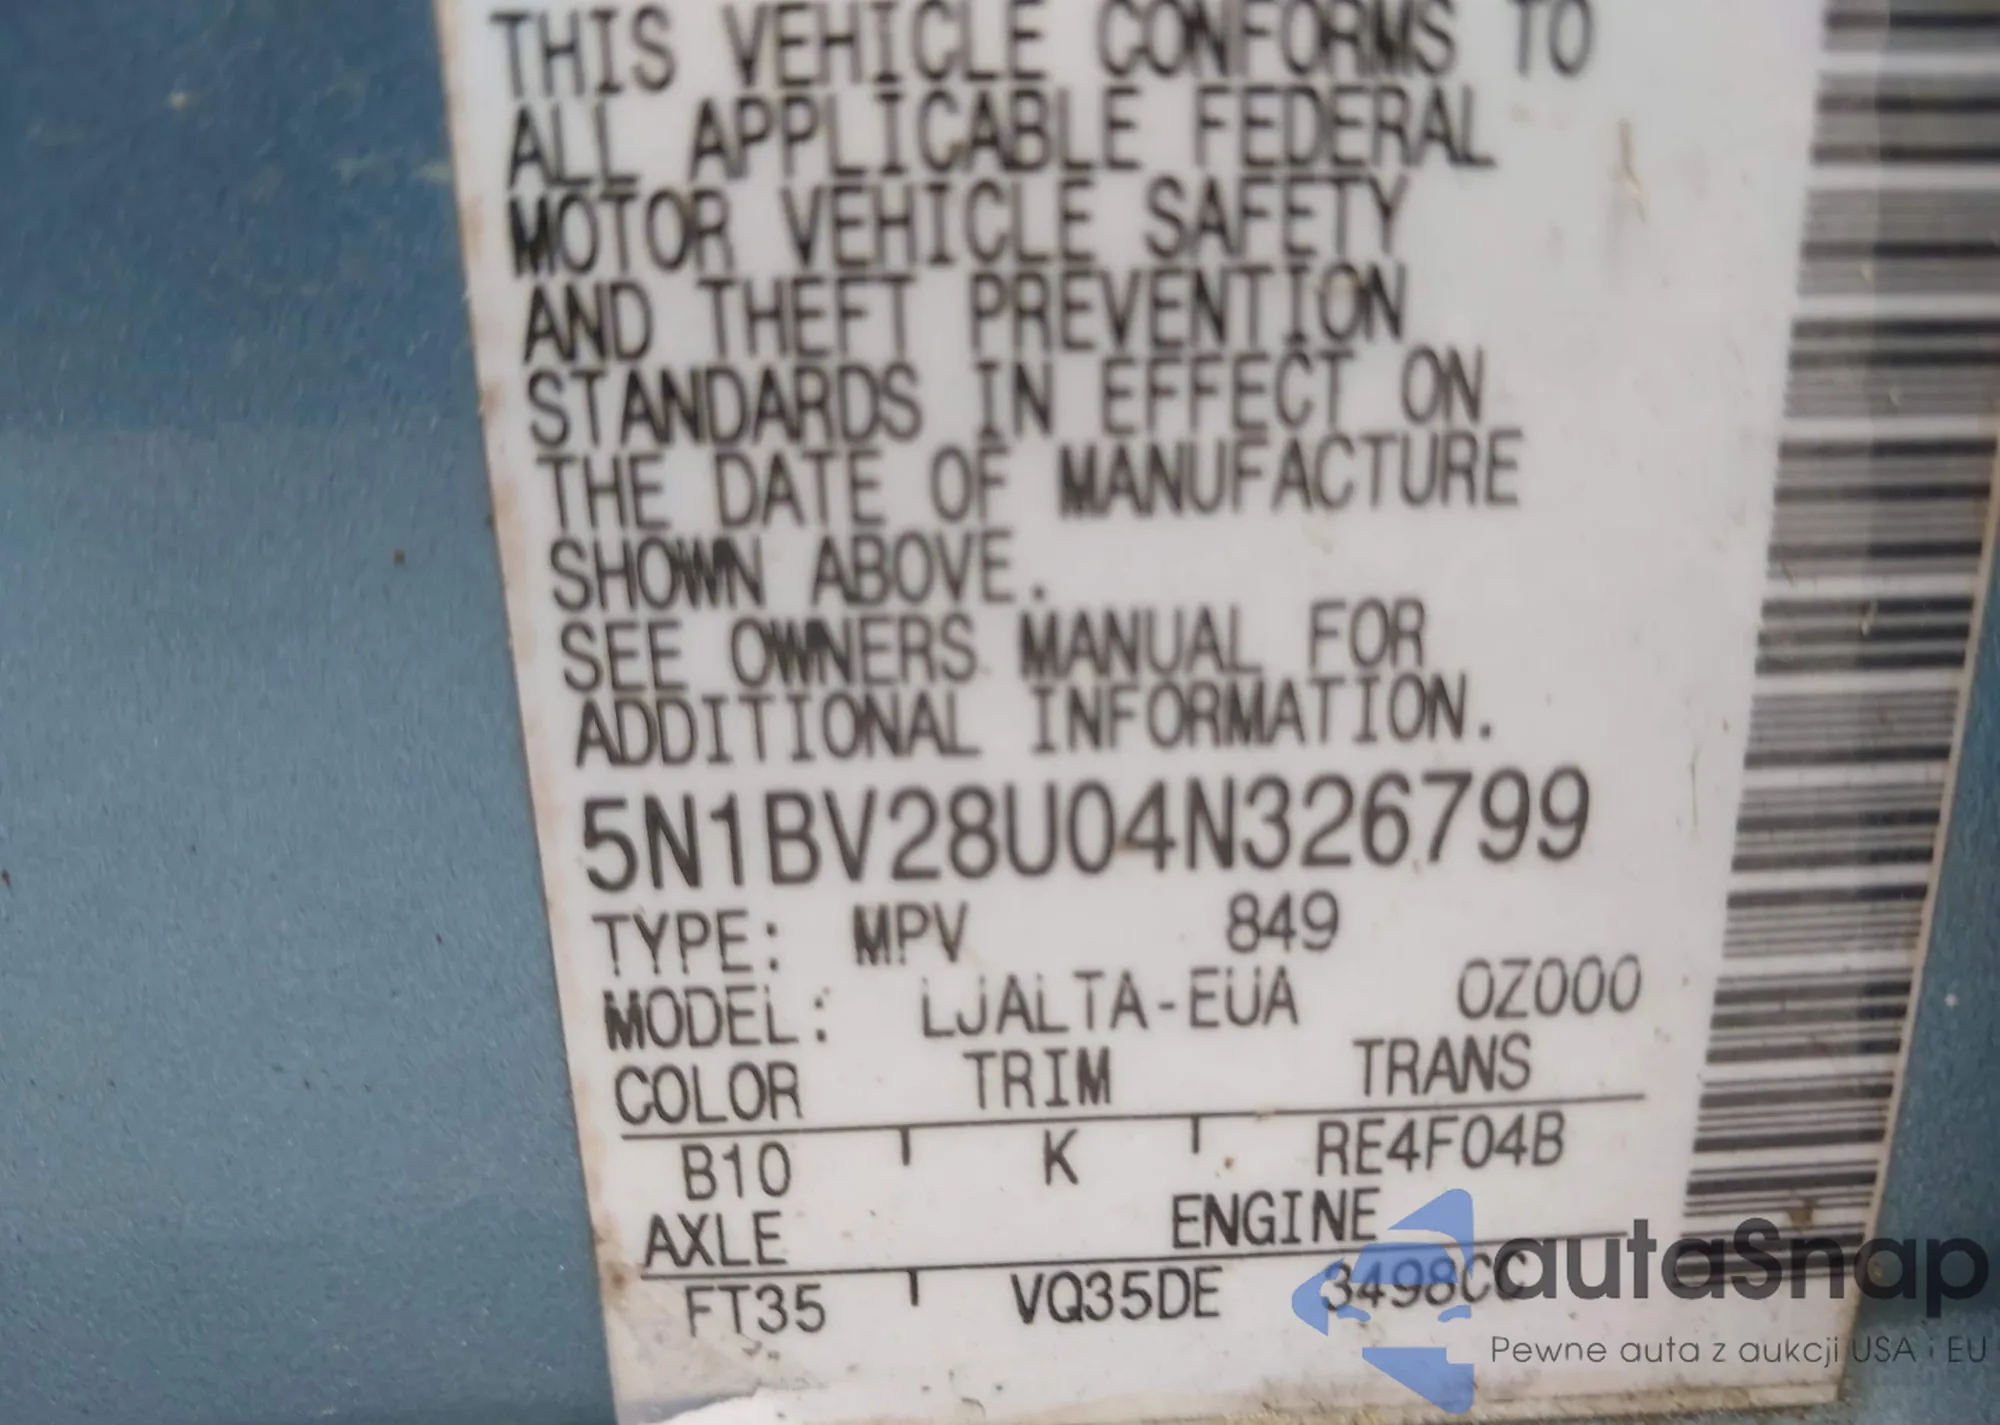 THIS VEHICLE CONFORMS TO
ALL APPLICABLE FEDERAL
MOTOR VEHICLE SAFETY
AND THEFT PREVENTION
STANDARDS IN EFFECT ON
THE DATE OF MANUFACTURE
SHOWN ABOVE.
SEE OWNERS MANUAL FOR
ADDITIONAL INFORMATION.
5N1BV28U04N326799
TYPE: MPV 849
MODEL: LJALTA-EUA 0Z000
COLOR TRIM TRANS
B10 K RE4F04B
AXLE ENGINE
FT35 VQ35DE 3498CC
autaSnap
Pewne auta z aukcji USA i EU